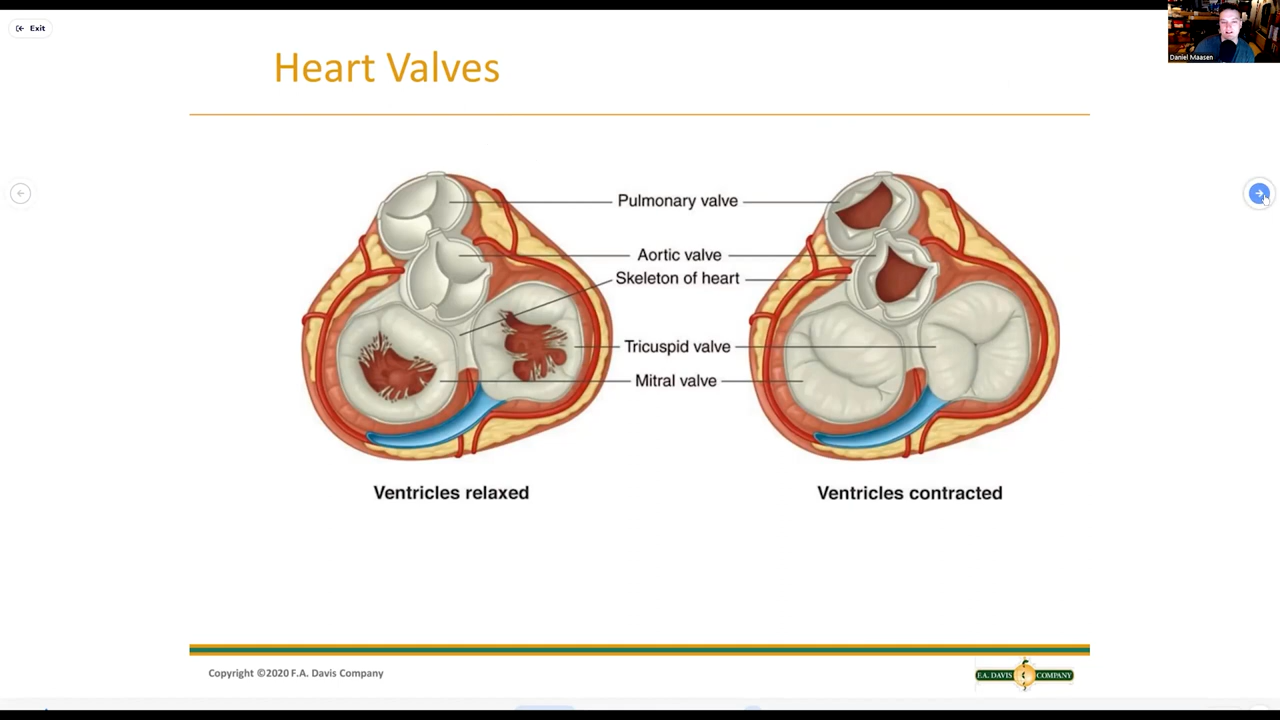 Exit
Daniel Maasen
Heart Valves
Pulmonary valve
Aortic valve
Skeleton of heart
Tricuspid valve
Mitral valve
Ventricles relaxed
Ventricles contracted
Copyright ©2020 F.A. Davis Company
F.A. DAVIS COMPANY